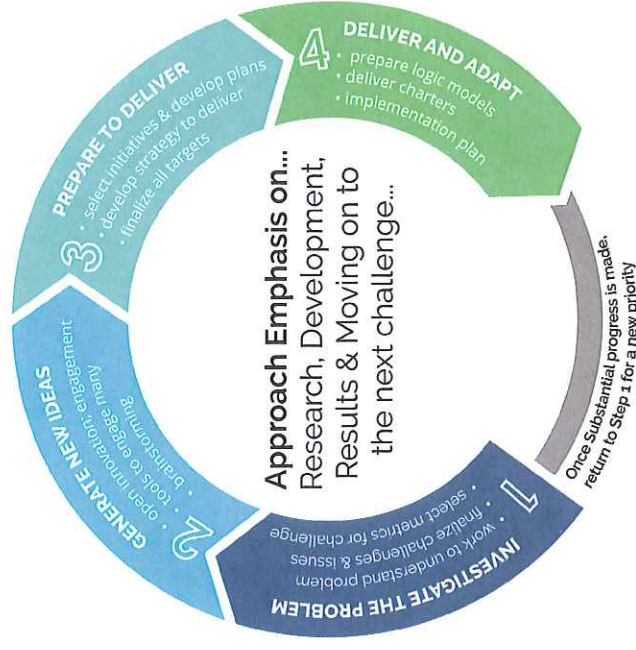 1
INVESTIGATE THE PROBLEM
• work to understand problem
• finalize challenges & issues
• select metrics for challenge
2
GENERATE NEW IDEAS
• open innovation, engagement
• tools to engage many
• brainstorming
3
PREPARE TO DELIVER
• select initiatives & develop plans
• develop strategy to deliver
• finalize all targets
4
DELIVER AND ADAPT
• prepare logic models
• deliver charters
• implementation plan
Approach Emphasis on...
Research, Development,
Results & Moving on to
the next challenge...
Once Substantial progress is made,
return to Step 1 for a new priority